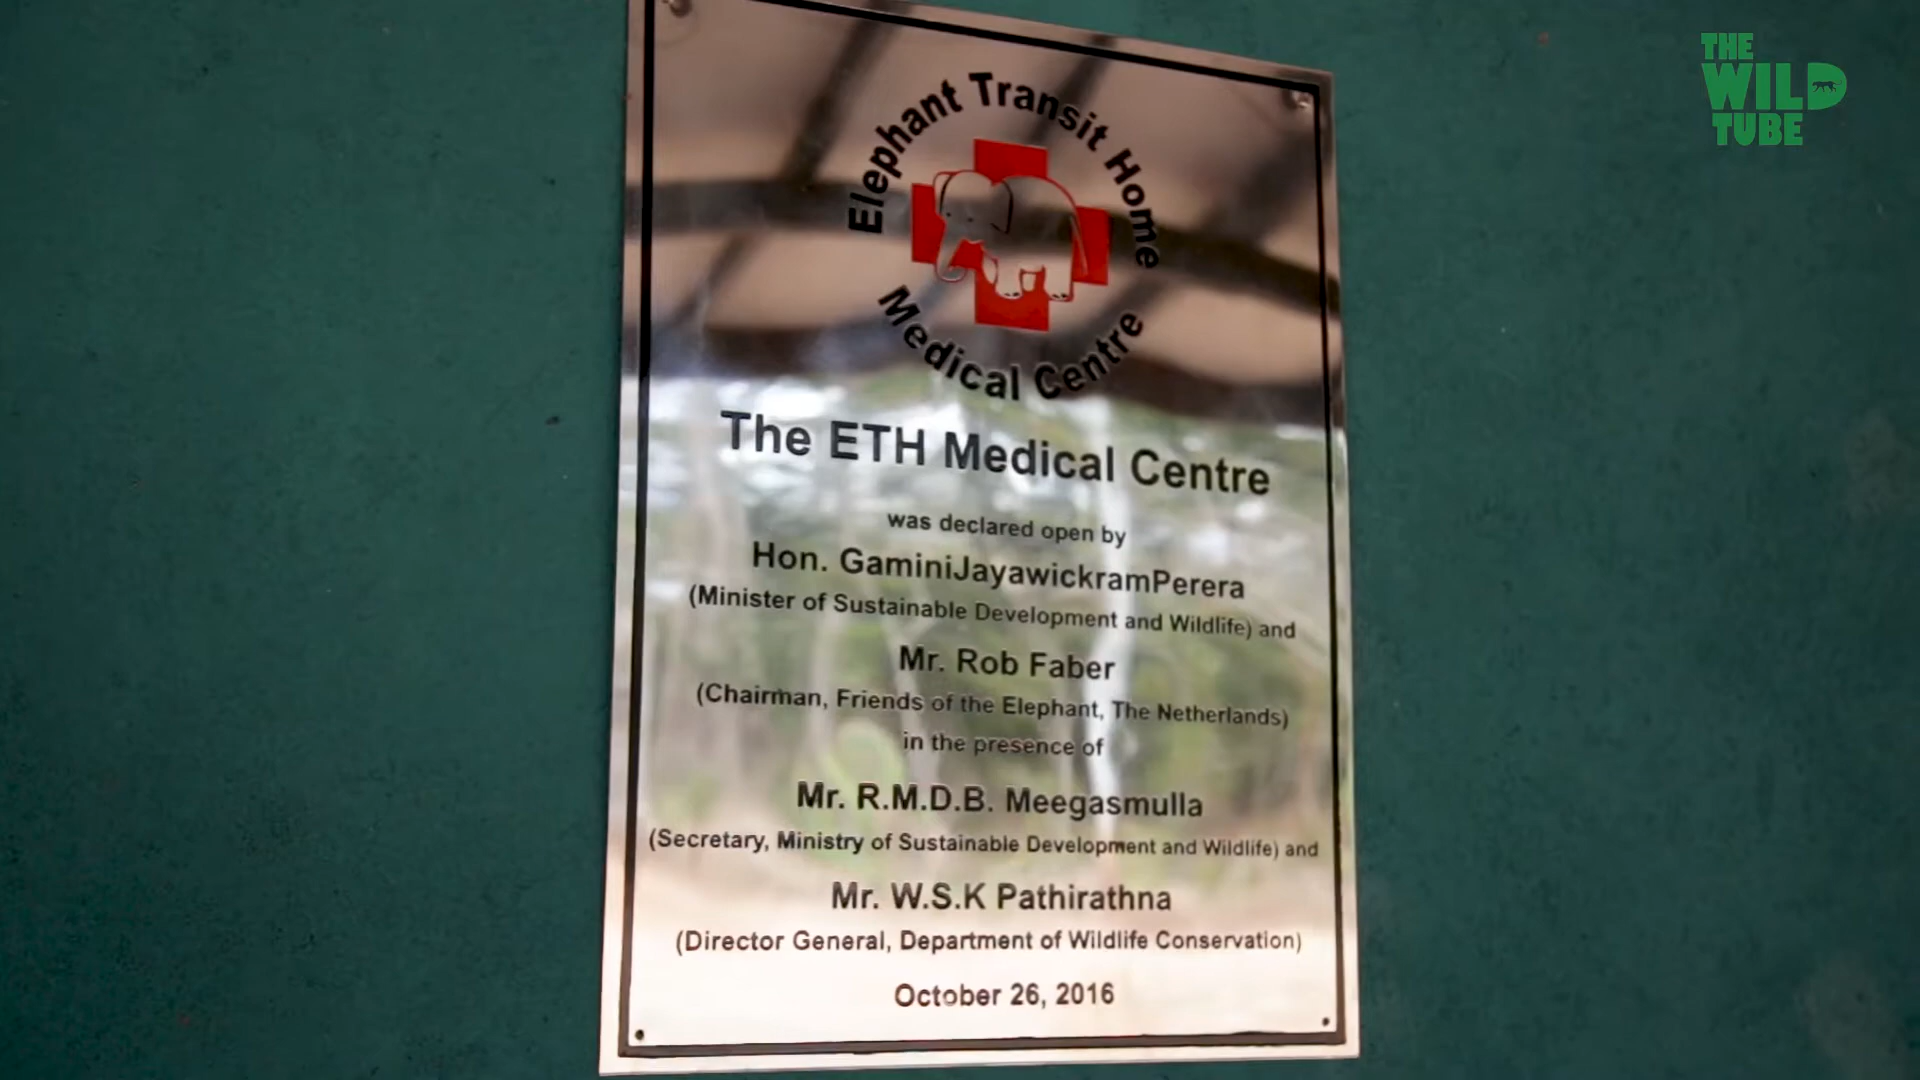 Elephant Transit Home
Medical Centre
The ETH Medical Centre
was declared open by
Hon. GaminiJayawickramPerera
(Minister of Sustainable Development and Wildlife) and
Mr. Rob Faber
(Chairman, Friends of the Elephant, The Netherlands)
in the presence of
Mr. R.M.D.B. Meegasmulla
(Secretary, Ministry of Sustainable Development and Wildlife) and
Mr. W.S.K Pathirathna
(Director General, Department of Wildlife Conservation)
October 26, 2016
THE
WILD
TUBE